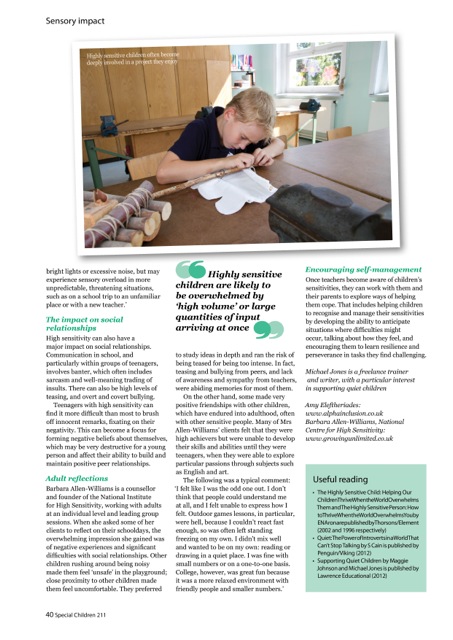 Sensory impact
Highly sensitive children often become
deeply involved in a project they enjoy
bright lights or excessive noise, but may
experience sensory overload in more
unpredictable, threatening situations,
such as on a school trip to an unfamiliar
place or with a new teacher.’
The impact on social
relationships
High sensitivity can also have a
major impact on social relationships.
Communication in school, and
particularly within groups of teenagers,
involves banter, which often includes
sarcasm and well-meaning trading of
insults. There can also be high levels of
teasing, and overt and covert bullying.
Teenagers with high sensitivity can
find it more difficult than most to brush
off innocent remarks, fixating on their
negativity. This can become a focus for
forming negative beliefs about themselves,
which may be very destructive for a young
person and affect their ability to build and
maintain positive peer relationships.
Adult reflections
Barbara Allen-Williams is a counsellor
and founder of the National Institute
for High Sensitivity, working with adults
at an individual level and leading group
sessions. When she asked some of her
clients to reflect on their schooldays, the
overwhelming impression she gained was
of negative experiences and significant
difficulties with social relationships. Other
children rushing around being noisy
made them feel ‘unsafe’ in the playground;
close proximity to other children made
them feel uncomfortable. They preferred
“Highly sensitive
children are likely to
be overwhelmed by
‘high volume’ or large
quantities of input
arriving at once”
to study ideas in depth and ran the risk of
being teased for being too intense. In fact,
teasing and bullying from peers, and lack
of awareness and sympathy from teachers,
were abiding memories for most of them.
On the other hand, some made very
positive friendships with other children,
which have endured into adulthood, often
with other sensitive people. Many of Mrs
Allen-Williams’ clients felt that they were
high achievers but were unable to develop
their skills and abilities until they were
teenagers, when they were able to explore
particular passions through subjects such
as English and art.
The following was a typical comment:
‘I felt like I was the odd one out. I don’t
think that people could understand me
at all, and I felt unable to express how I
felt. Outdoor games lessons, in particular,
were hell, because I couldn’t react fast
enough, so was often left standing
freezing on my own. I didn’t mix well
and wanted to be on my own: reading or
drawing in a quiet place. I was fine with
small numbers or on a one-to-one basis.
College, however, was great fun because
it was a more relaxed environment with
friendly people and smaller numbers.’
Encouraging self-management
Once teachers become aware of children’s
sensitivities, they can work with them and
their parents to explore ways of helping
them cope. That includes helping children
to recognise and manage their sensitivities
by developing the ability to anticipate
situations where difficulties might
occur, talking about how they feel, and
encouraging them to learn resilience and
perseverance in tasks they find challenging.
Michael Jones is a freelance trainer
and writer, with a particular interest
in supporting quiet children
Amy Eleftheriades:
www.alphainclusion.co.uk
Barbara Allen-Williams, National
Centre for High Sensitivity:
www.growingunlimited.co.uk
Useful reading
• The Highly Sensitive Child: Helping Our
Children Thrive When the World Overwhelms
Them and The Highly Sensitive Person: How
to Thrive When the World Overwhelms You by
EN Aron are published by Thorsons/Element
(2002 and 1996 respectively)
• Quiet: The Power of Introverts in a World That
Can’t Stop Talking by S Cain is published by
Penguin/Viking (2012)
• Supporting Quiet Children by Maggie
Johnson and Michael Jones is published by
Lawrence Educational (2012)
40 Special Children 211